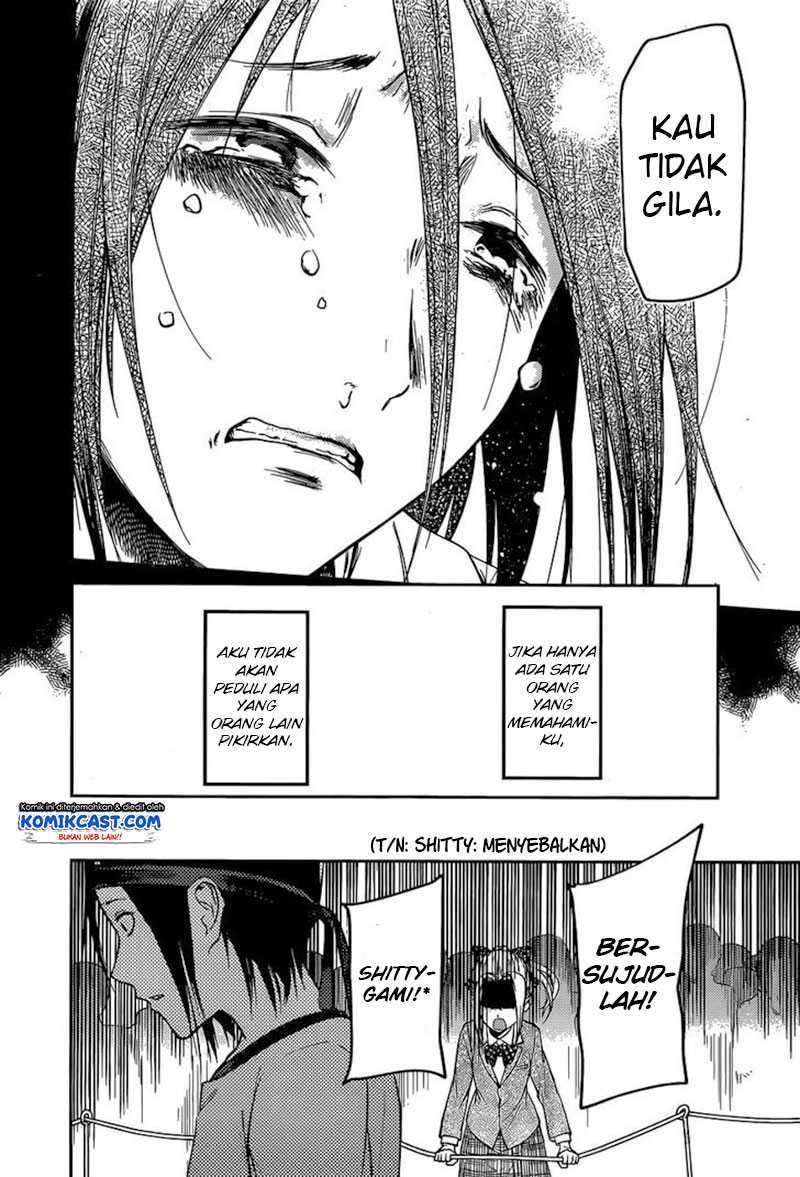 KAU
TIDAK
GILA.
JIKA HANYA
ADA SATU
ORANG
YANG
MEMAHAMI-
KU,
AKU TIDAK
AKAN
PEDULI APA
YANG
ORANG LAIN
PIKIRKAN.
Komik ini diterjemahkan & diedit oleh
KOMIKCAST.COM
BUKAN WEB LAIN!!
(T/N: SHITTY: MENYEBALKAN)
BER-
SUJUD-
LAH!
SHITTY-
GAMI!*